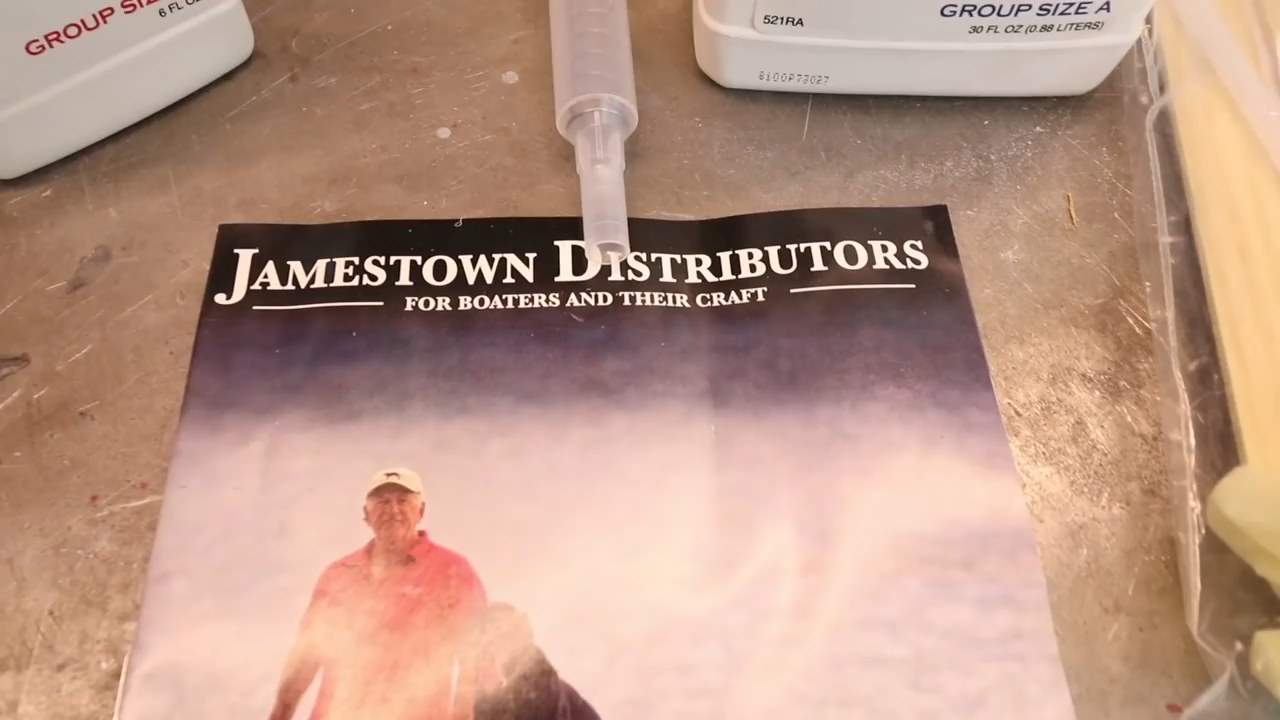 GROUP SIZ
6 FL OZ
521RA
GROUP SIZE A
30 FL OZ (0.88 LITERS)
JAMESTOWN DISTRIBUTORS
FOR BOATERS AND THEIR CRAFT